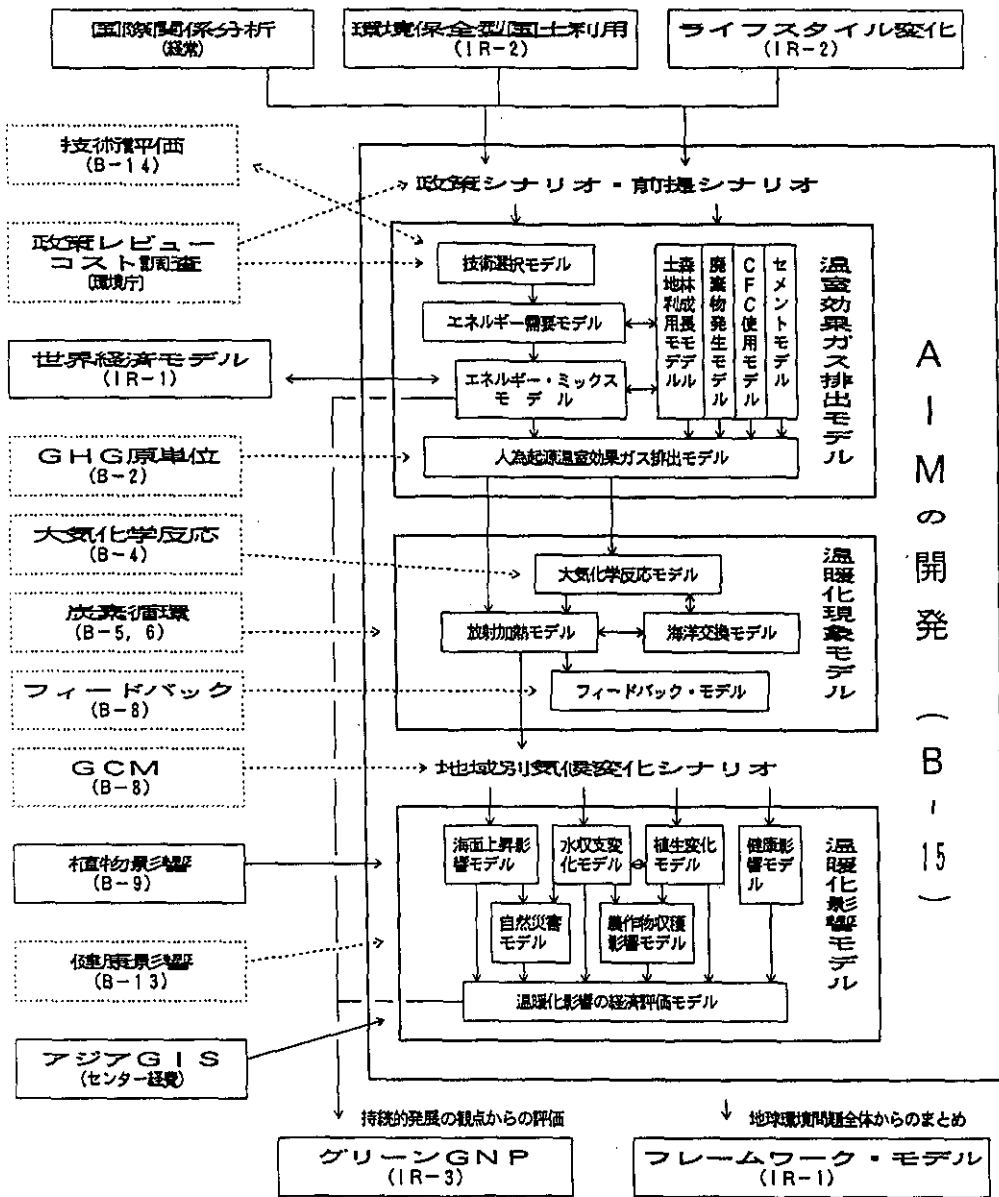 国際関係分析
(経常)
環境保全型国土利用
(IR-2)
ライフスタイル変化
(IR-2)
技術評価
(B-14)
政策レビュー
コスト調査
(環境庁)
世界経済モデル
(IR-1)
GHG原単位
(B-2)
大気化学反応
(B-4)
炭素循環
(B-5, 6)
フィードバック
(B-8)
GCM
(B-8)
植物影響
(B-9)
健康影響
(B-13)
アジアGIS
(センター経費)
政策シナリオ・前提シナリオ
技術選択モデル
エネルギー需要モデル
エネルギー・ミックス
モデル
土地利用モデル
森林成長モデル
廃棄物発生モデル
CFC使用モデル
セメントモデル
人為起源温室効果ガス排出モデル
温室効果ガス排出モデル
大気化学反応モデル
放射加熱モデル
海洋交換モデル
フィードバック・モデル
温暖化現象モデル
地域別気候変化シナリオ
海面上昇影
響モデル
水収支変
化モデル
植生変化
モデル
健康影
響モデ
ル
自然災害
モデル
農作物収穫
影響モデル
温暖化影響の経済評価モデル
温暖化影響モデル
AIMの開発(B-15)
持続的発展の観点からの評価
グリーンGNP
(IR-3)
地球環境問題全体からのまとめ
フレームワーク・モデル
(IR-1)